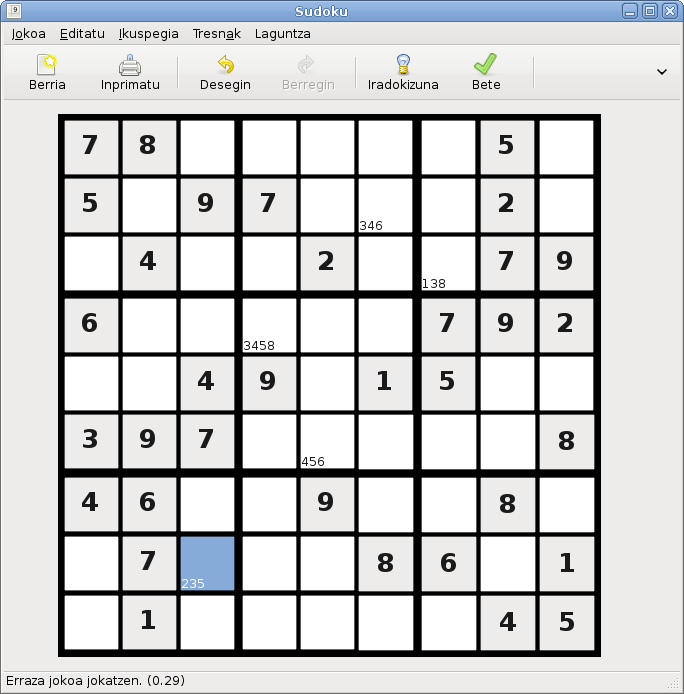 Sudoku
Jokoa Editatu Ikuspegia Tresnak Laguntza
Berria Inprimatu Desegin Berregin Iradokizuna Bete
7 8 5
5 9 7 346 2
4 2 138 7 9
6 3458 7 9 2
4 9 1 5
3 9 7 456 8
4 6 9 8
7 235 8 6 1
1 4 5
Erraza jokoa jokatzen. (0.29)